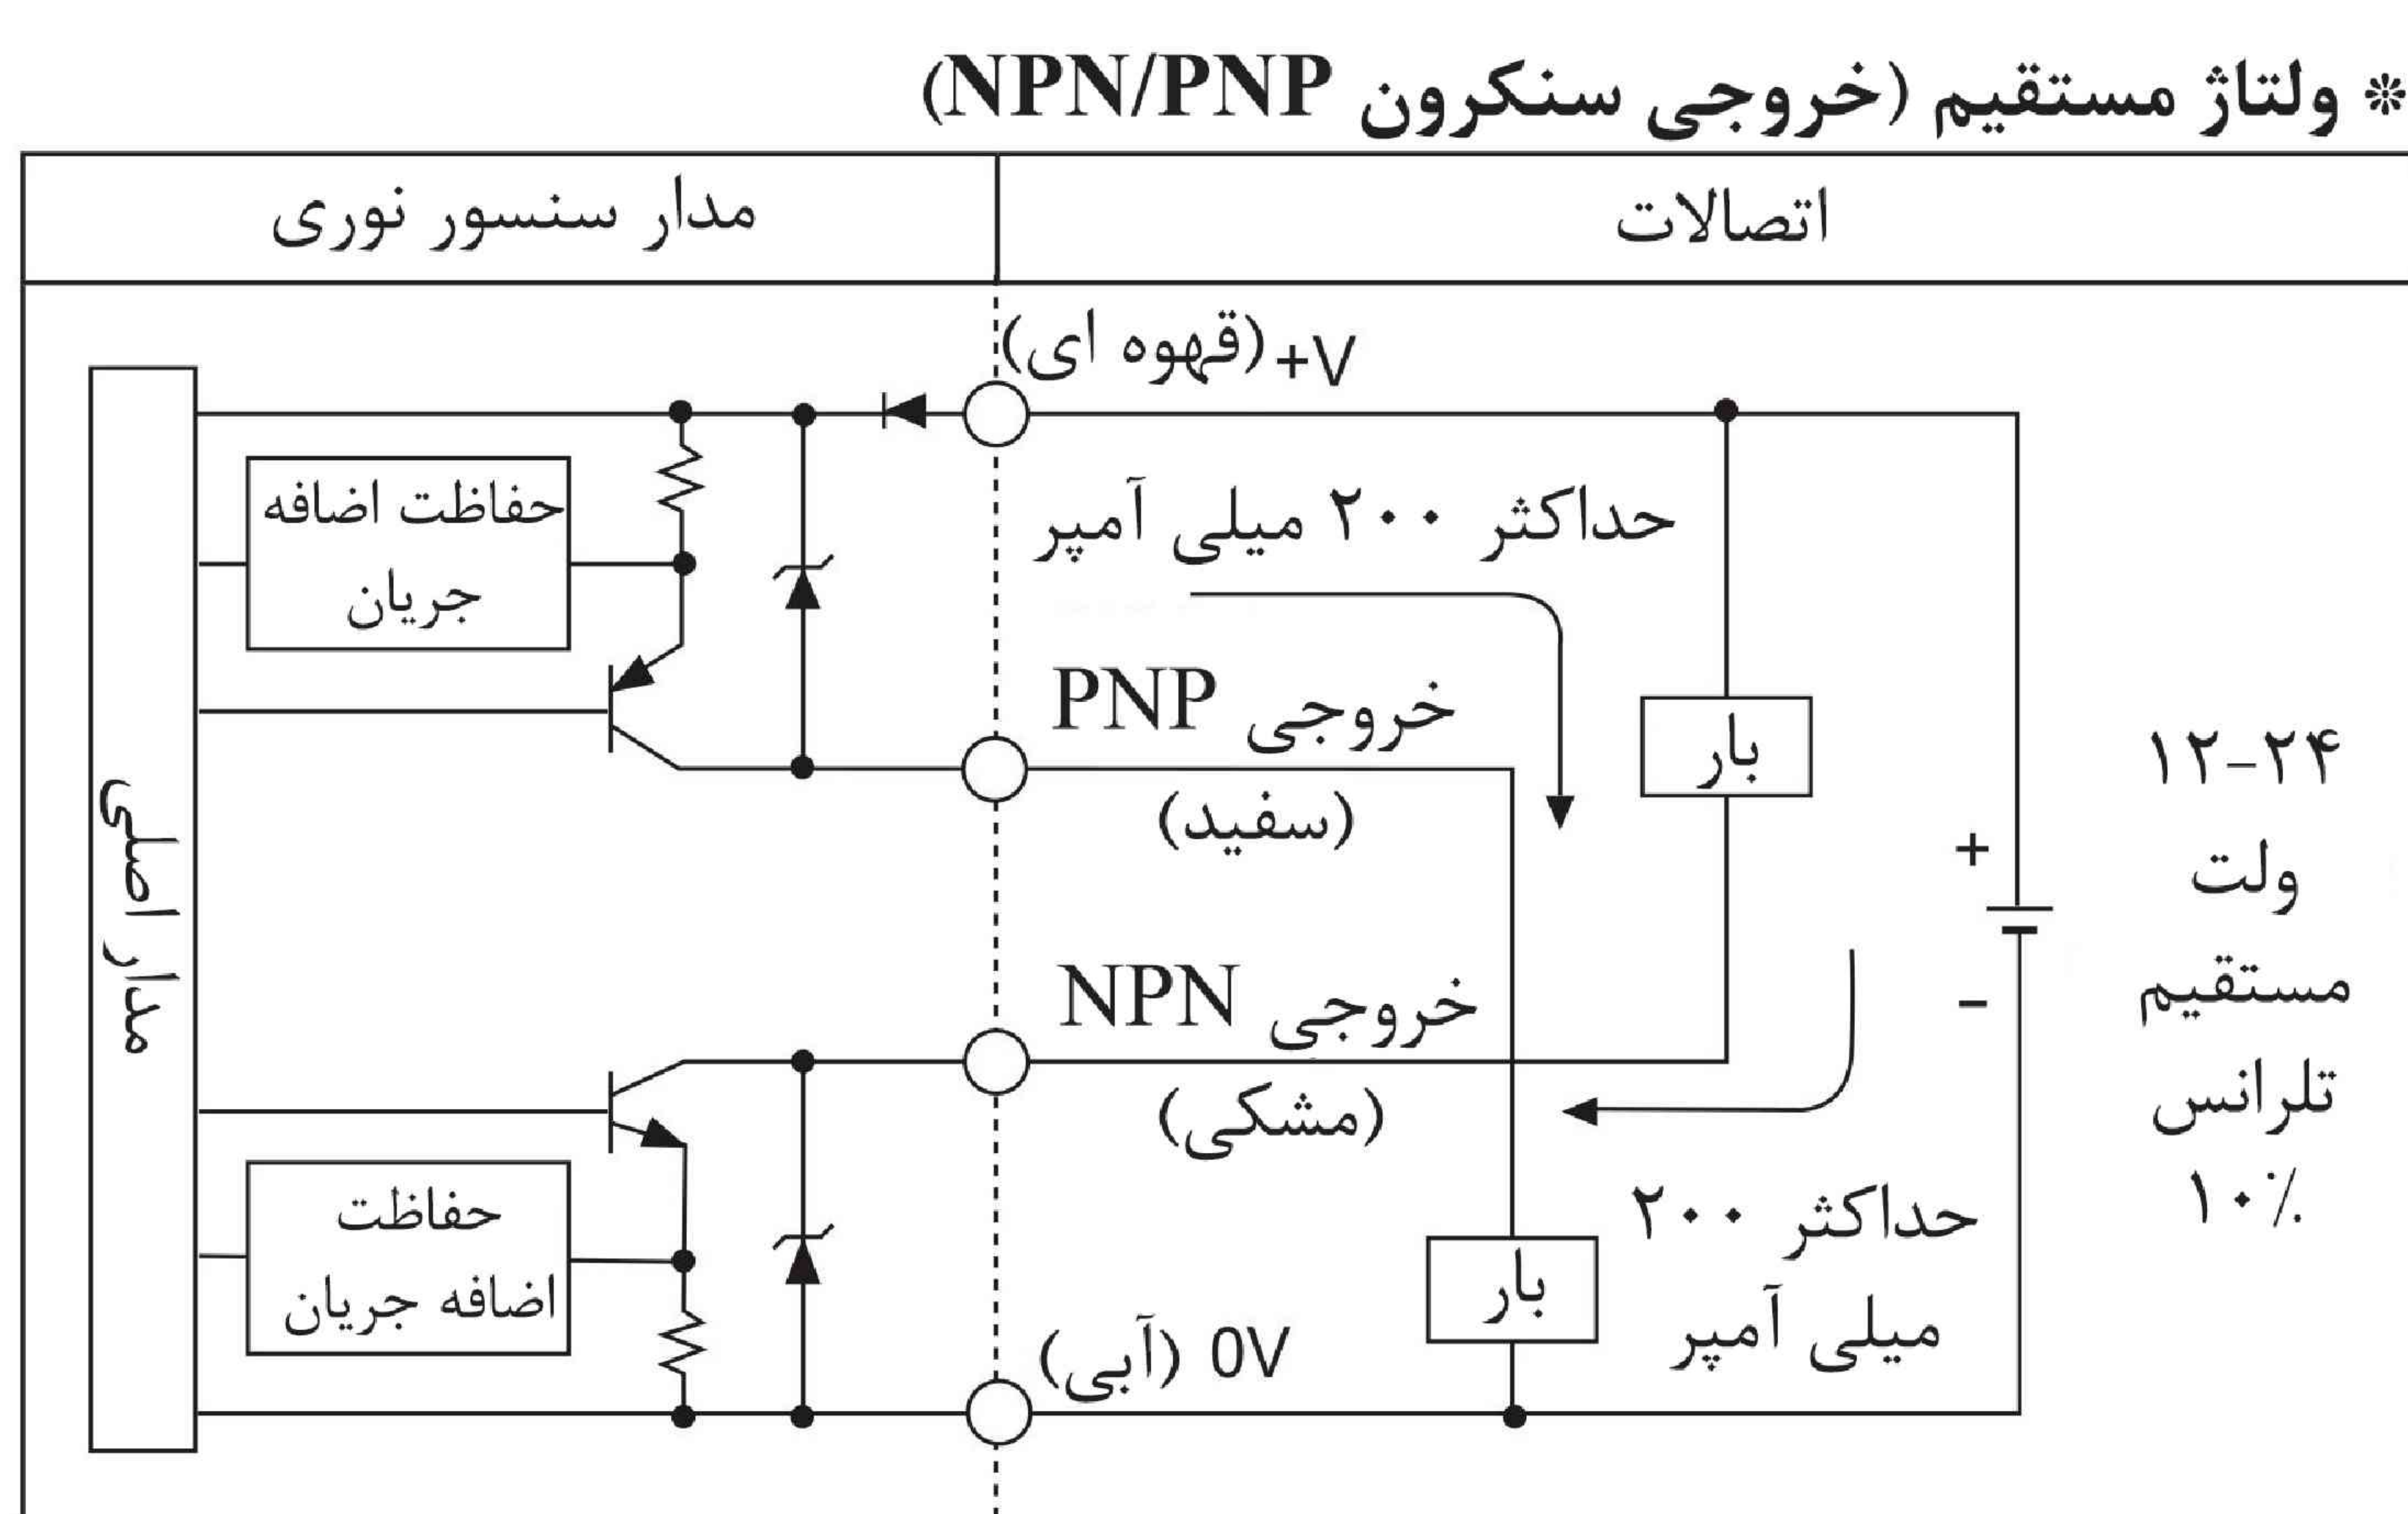 * ولتاژ مستقیم (خروجی سنکرون NPN/PNP)
اتصالات
مدار سنسور نوری
(قهوه ای) +V
حفاظت اضافه
جریان
حداکثر ۲۰۰ میلی آمپر
خروجی PNP
(سفید)
بار
۱۲-۲۴
ولت
مستقیم
تلرانس
۱۰٪
+
-
مدار اصلی
خروجی NPN
(مشکی)
حفاظت
اضافه جریان
حداکثر ۲۰۰
میلی آمپر
بار
0V (آبی)